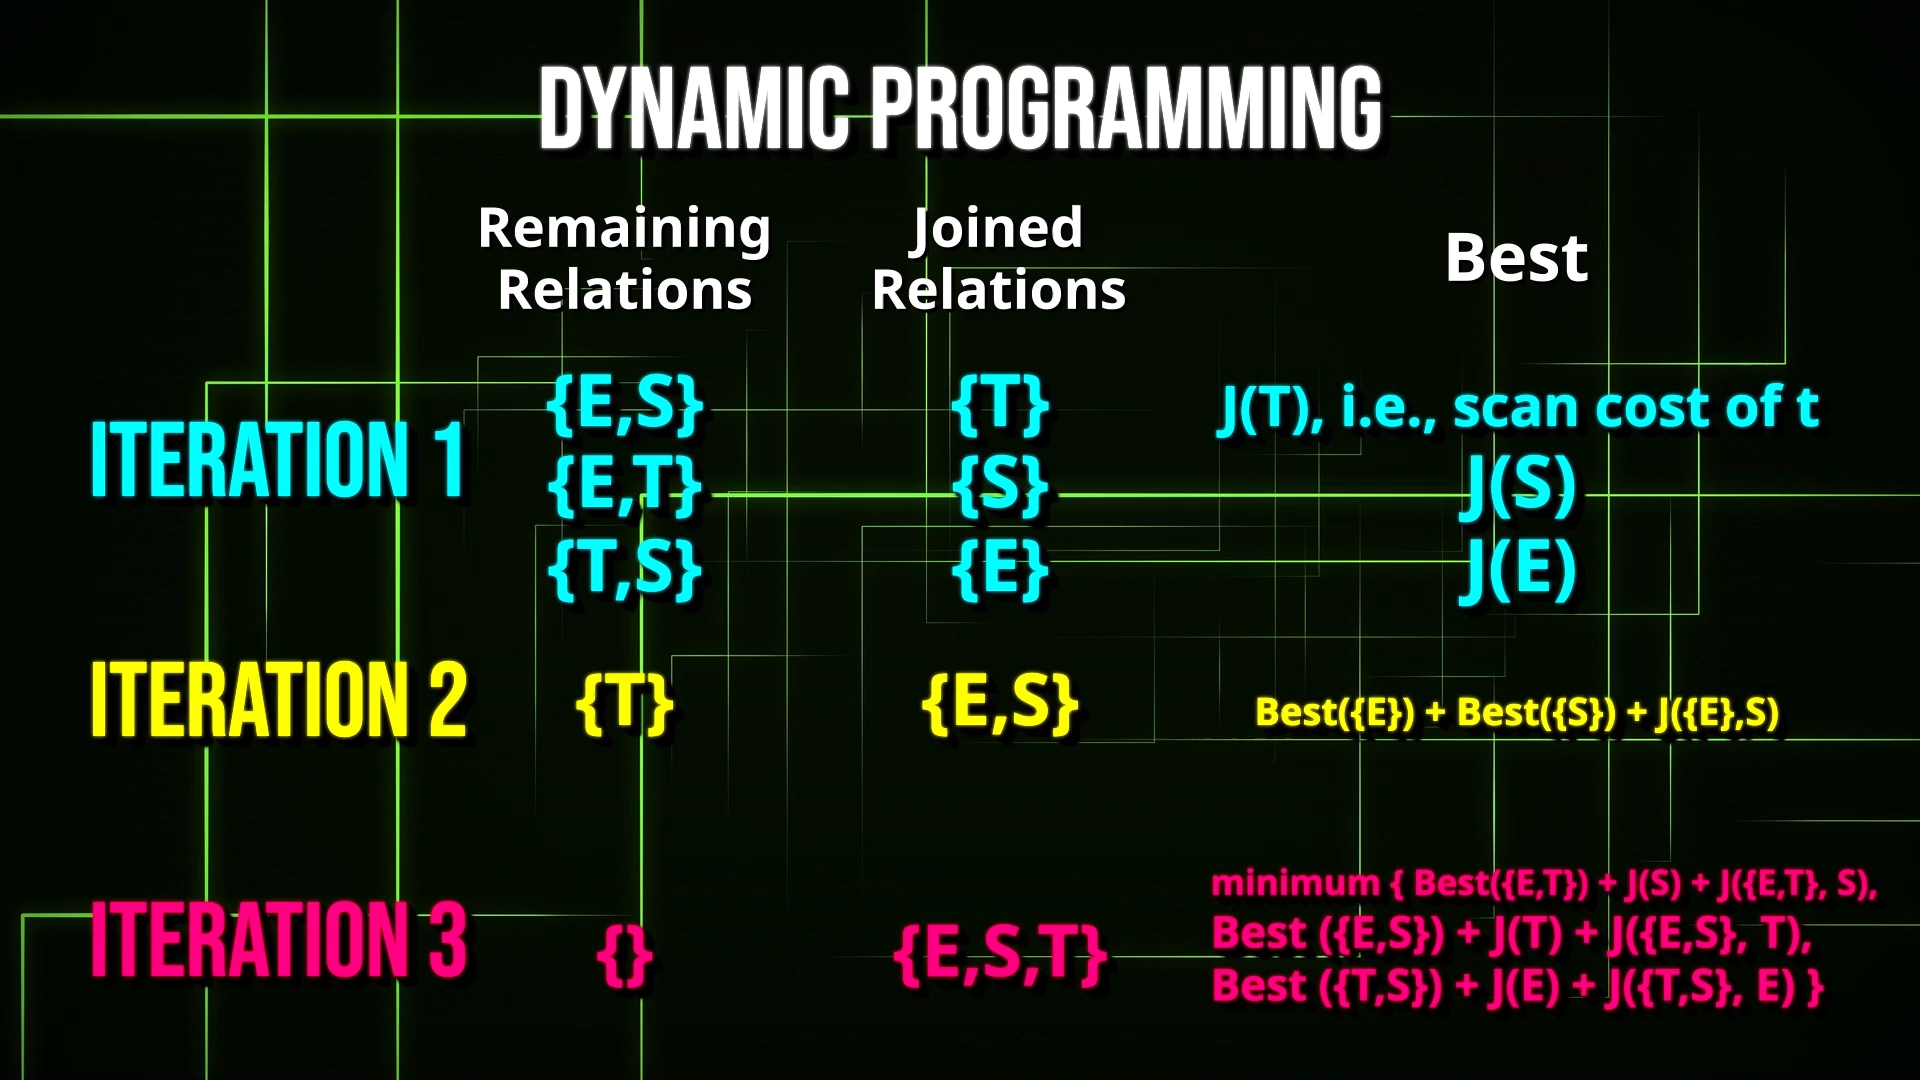 DYNAMIC PROGRAMMING
Remaining Relations
Joined Relations
Best
ITERATION 1
{E,S} {T} J(T), i.e., scan cost of t
{E,T} {S} J(S)
{T,S} {E} J(E)
ITERATION 2 {T} {E,S} Best({E}) + Best({S}) + J({E},S)
ITERATION 3 {} {E,S,T}
minimum { Best({E,T}) + J(S) + J({E,T}, S),
Best ({E,S}) + J(T) + J({E,S}, T),
Best ({T,S}) + J(E) + J({T,S}, E) }